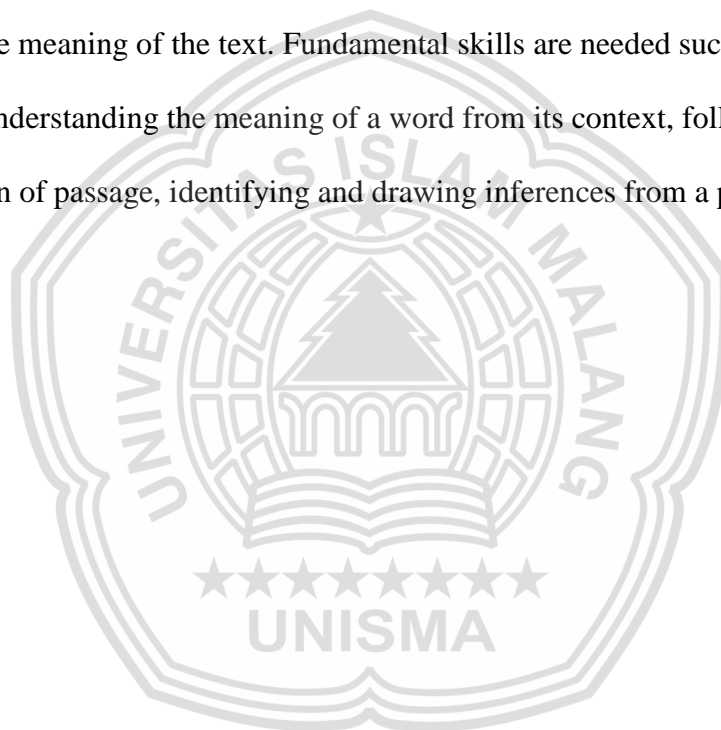 e meaning of the text. Fundamental skills are needed suc
nderstanding the meaning of a word from its context, foll
n of passage, identifying and drawing inferences from a p
UNIVERSITAS ISLAM MALANG
UNISMA